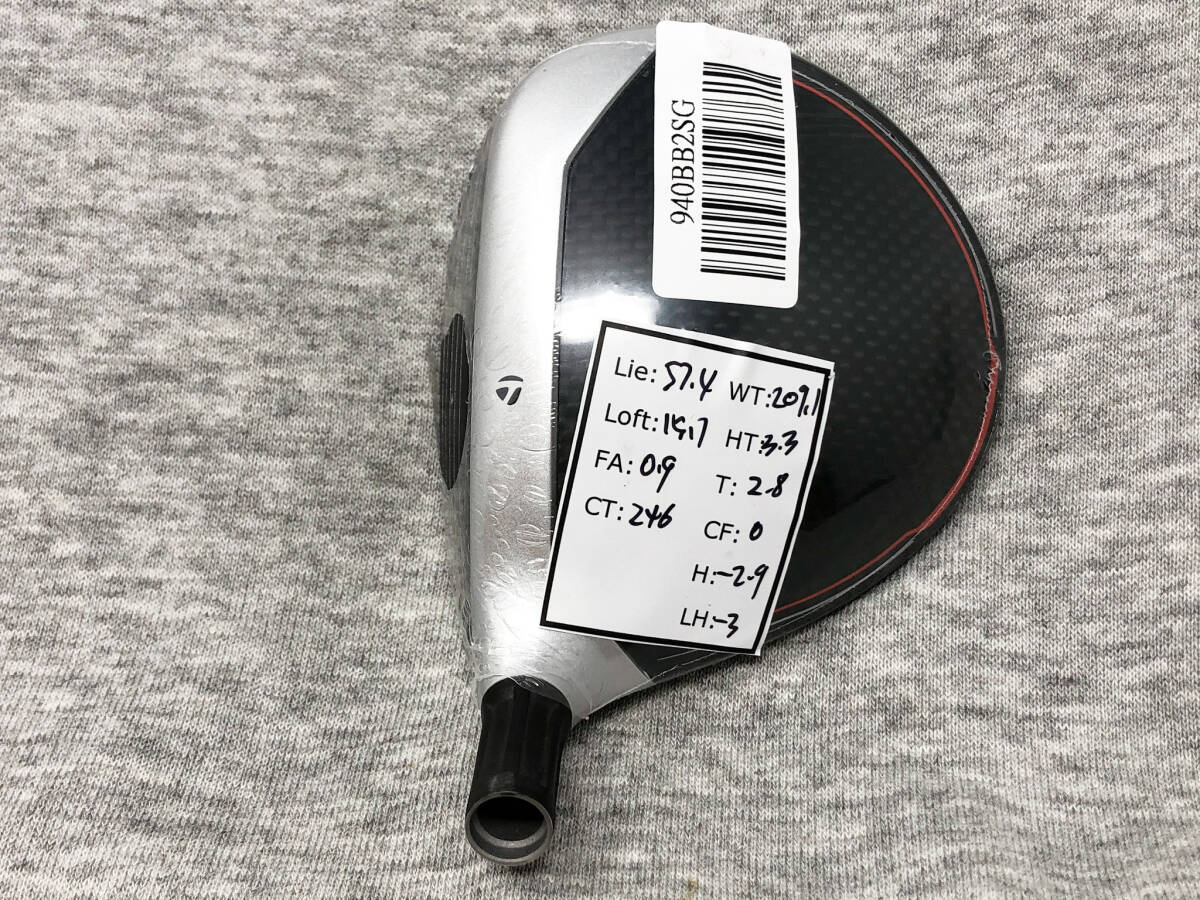 940BB2SG
Lie: 57.4 WT: 209.1
Loft: 15.7 HT: 3.3
FA: 0.9 T: 2.8
CT: 246 CF: 0
H: -2.9
LH: -3